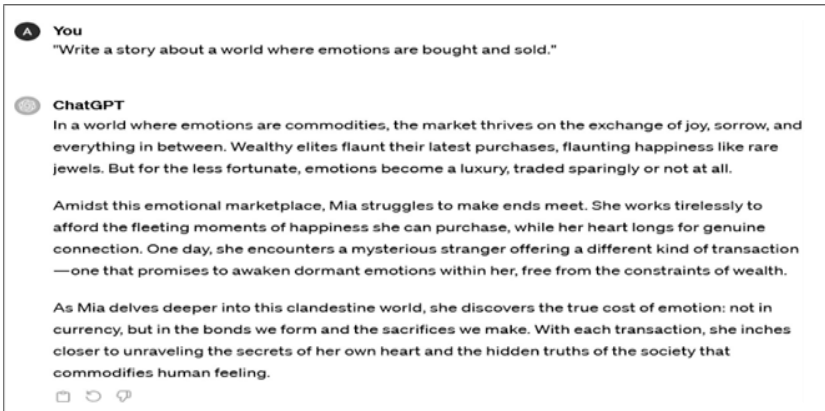 A
You
"Write a story about a world where emotions are bought and sold."
ChatGPT
In a world where emotions are commodities, the market thrives on the exchange of joy, sorrow, and
everything in between. Wealthy elites flaunt their latest purchases, flaunting happiness like rare
jewels. But for the less fortunate, emotions become a luxury, traded sparingly or not at all.
Amidst this emotional marketplace, Mia struggles to make ends meet. She works tirelessly to
afford the fleeting moments of happiness she can purchase, while her heart longs for genuine
connection. One day, she encounters a mysterious stranger offering a different kind of transaction
—one that promises to awaken dormant emotions within her, free from the constraints of wealth.
As Mia delves deeper into this clandestine world, she discovers the true cost of emotion: not in
currency, but in the bonds we form and the sacrifices we make. With each transaction, she inches
closer to unraveling the secrets of her own heart and the hidden truths of the society that
commodifies human feeling.